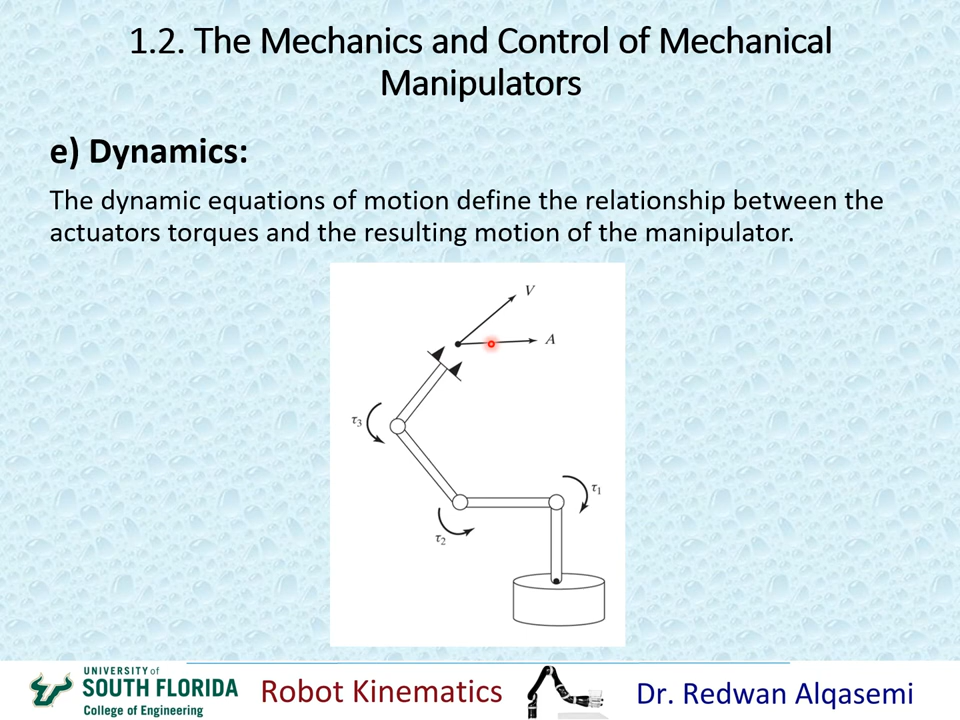 1.2. The Mechanics and Control of Mechanical
Manipulators
e) Dynamics:
The dynamic equations of motion define the relationship between the
actuators torques and the resulting motion of the manipulator.
V
A
τ3
τ1
τ2
UNIVERSITY of
SOUTH FLORIDA
College of Engineering
Robot Kinematics
Dr. Redwan Alqasemi